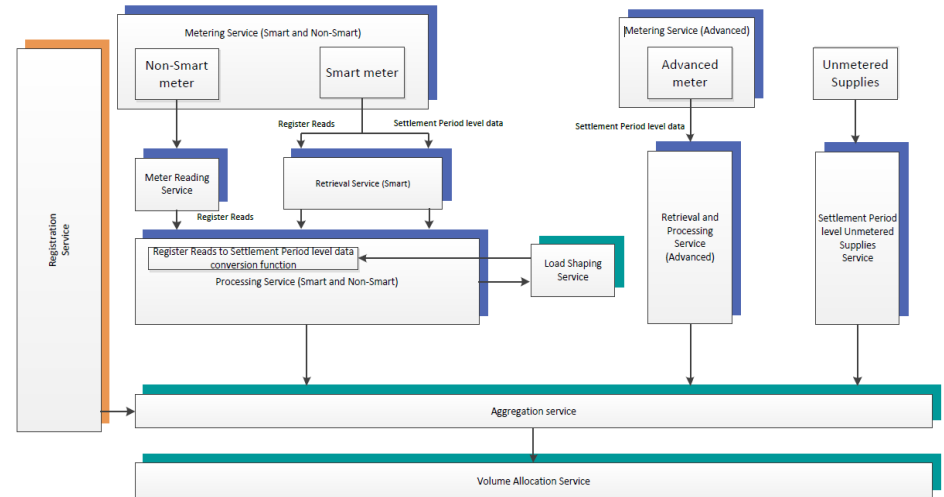 Metering Service (Smart and Non-Smart)
Non-Smart
meter
Smart meter
Metering Service (Advanced)
Advanced
meter
Unmetered
Supplies
Register Reads
Settlement Period level data
Settlement Period level data
Registration
Service
Meter Reading
Service
Retrieval Service (Smart)
Register Reads
Retrieval and
Processing
Service
(Advanced)
Settlement Period
level Unmetered
Supplies
Service
Register Reads to Settlement Period level data
conversion function
Processing Service (Smart and Non-Smart)
Load Shaping
Service
Aggregation service
Volume Allocation Service